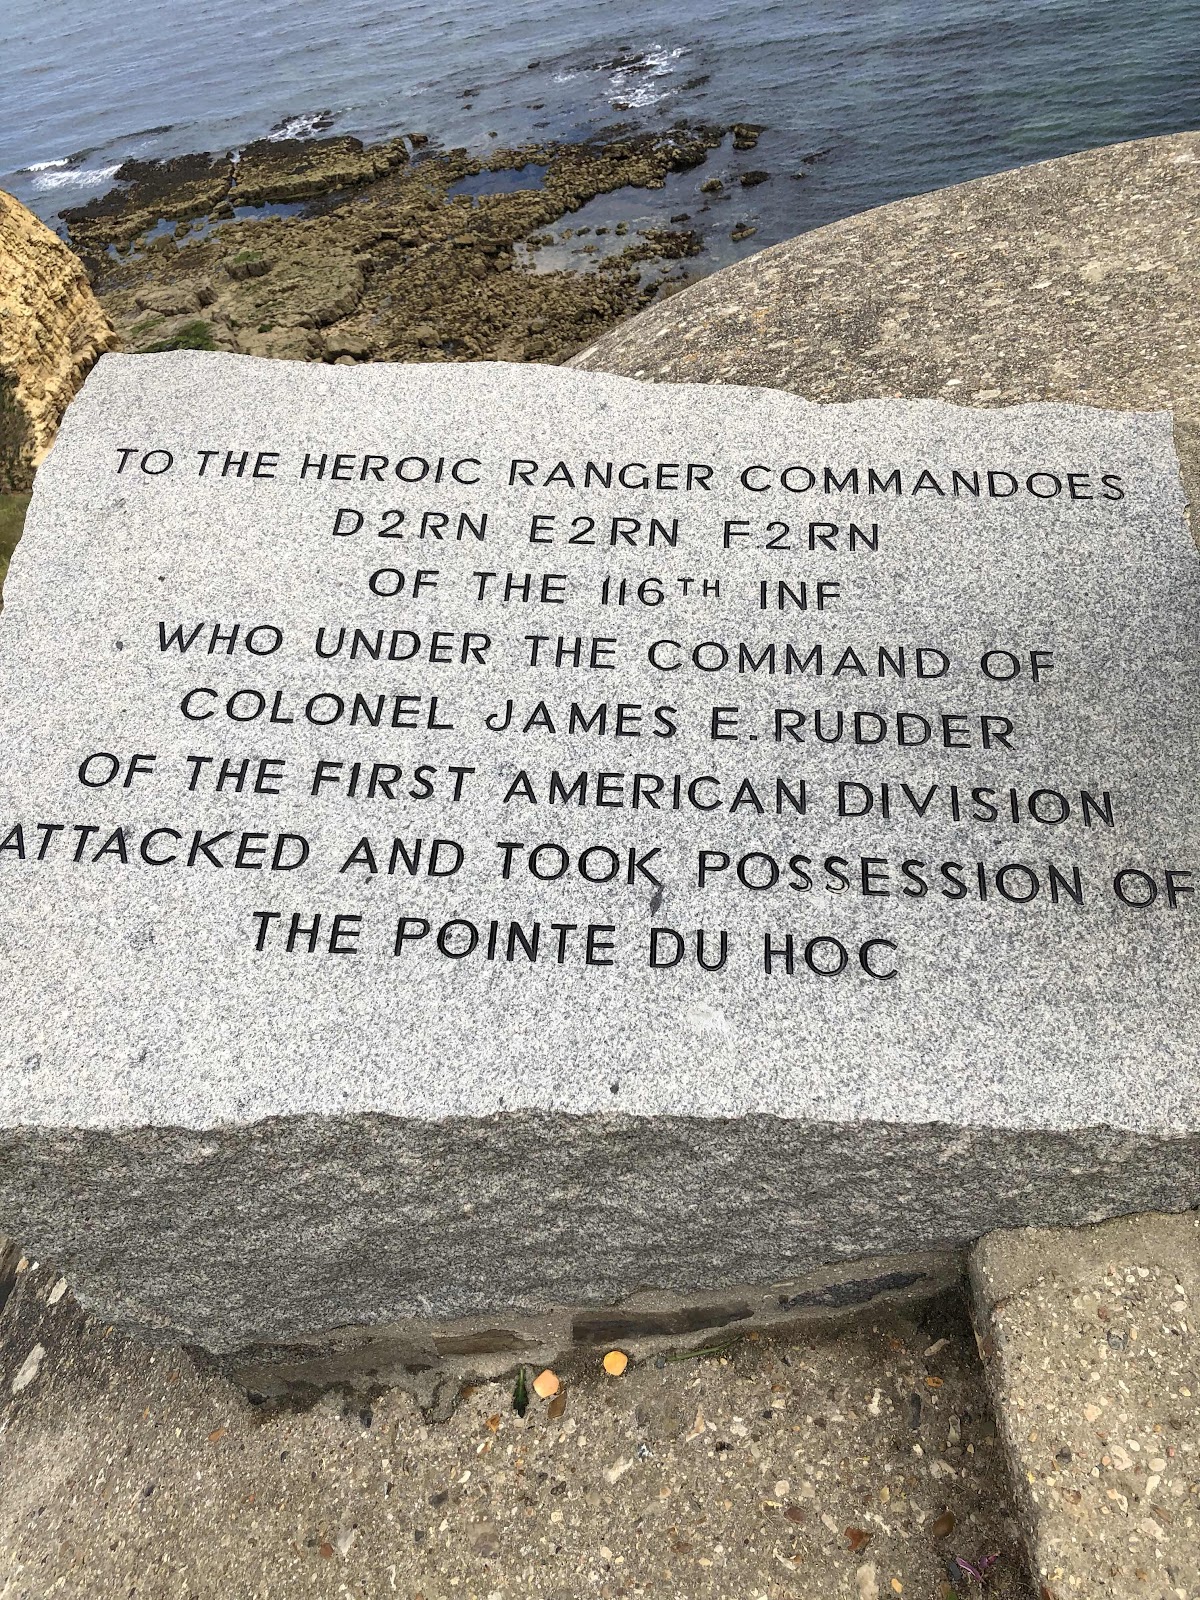 TO THE HEROIC RANGER COMMANDOES
D2RN E2RN F2RN
OF THE 116TH INF
WHO UNDER THE COMMAND OF
COLONEL JAMES E. RUDDER
OF THE FIRST AMERICAN DIVISION
ATTACKED AND TOOK POSSESSION OF
THE POINTE DU HOC